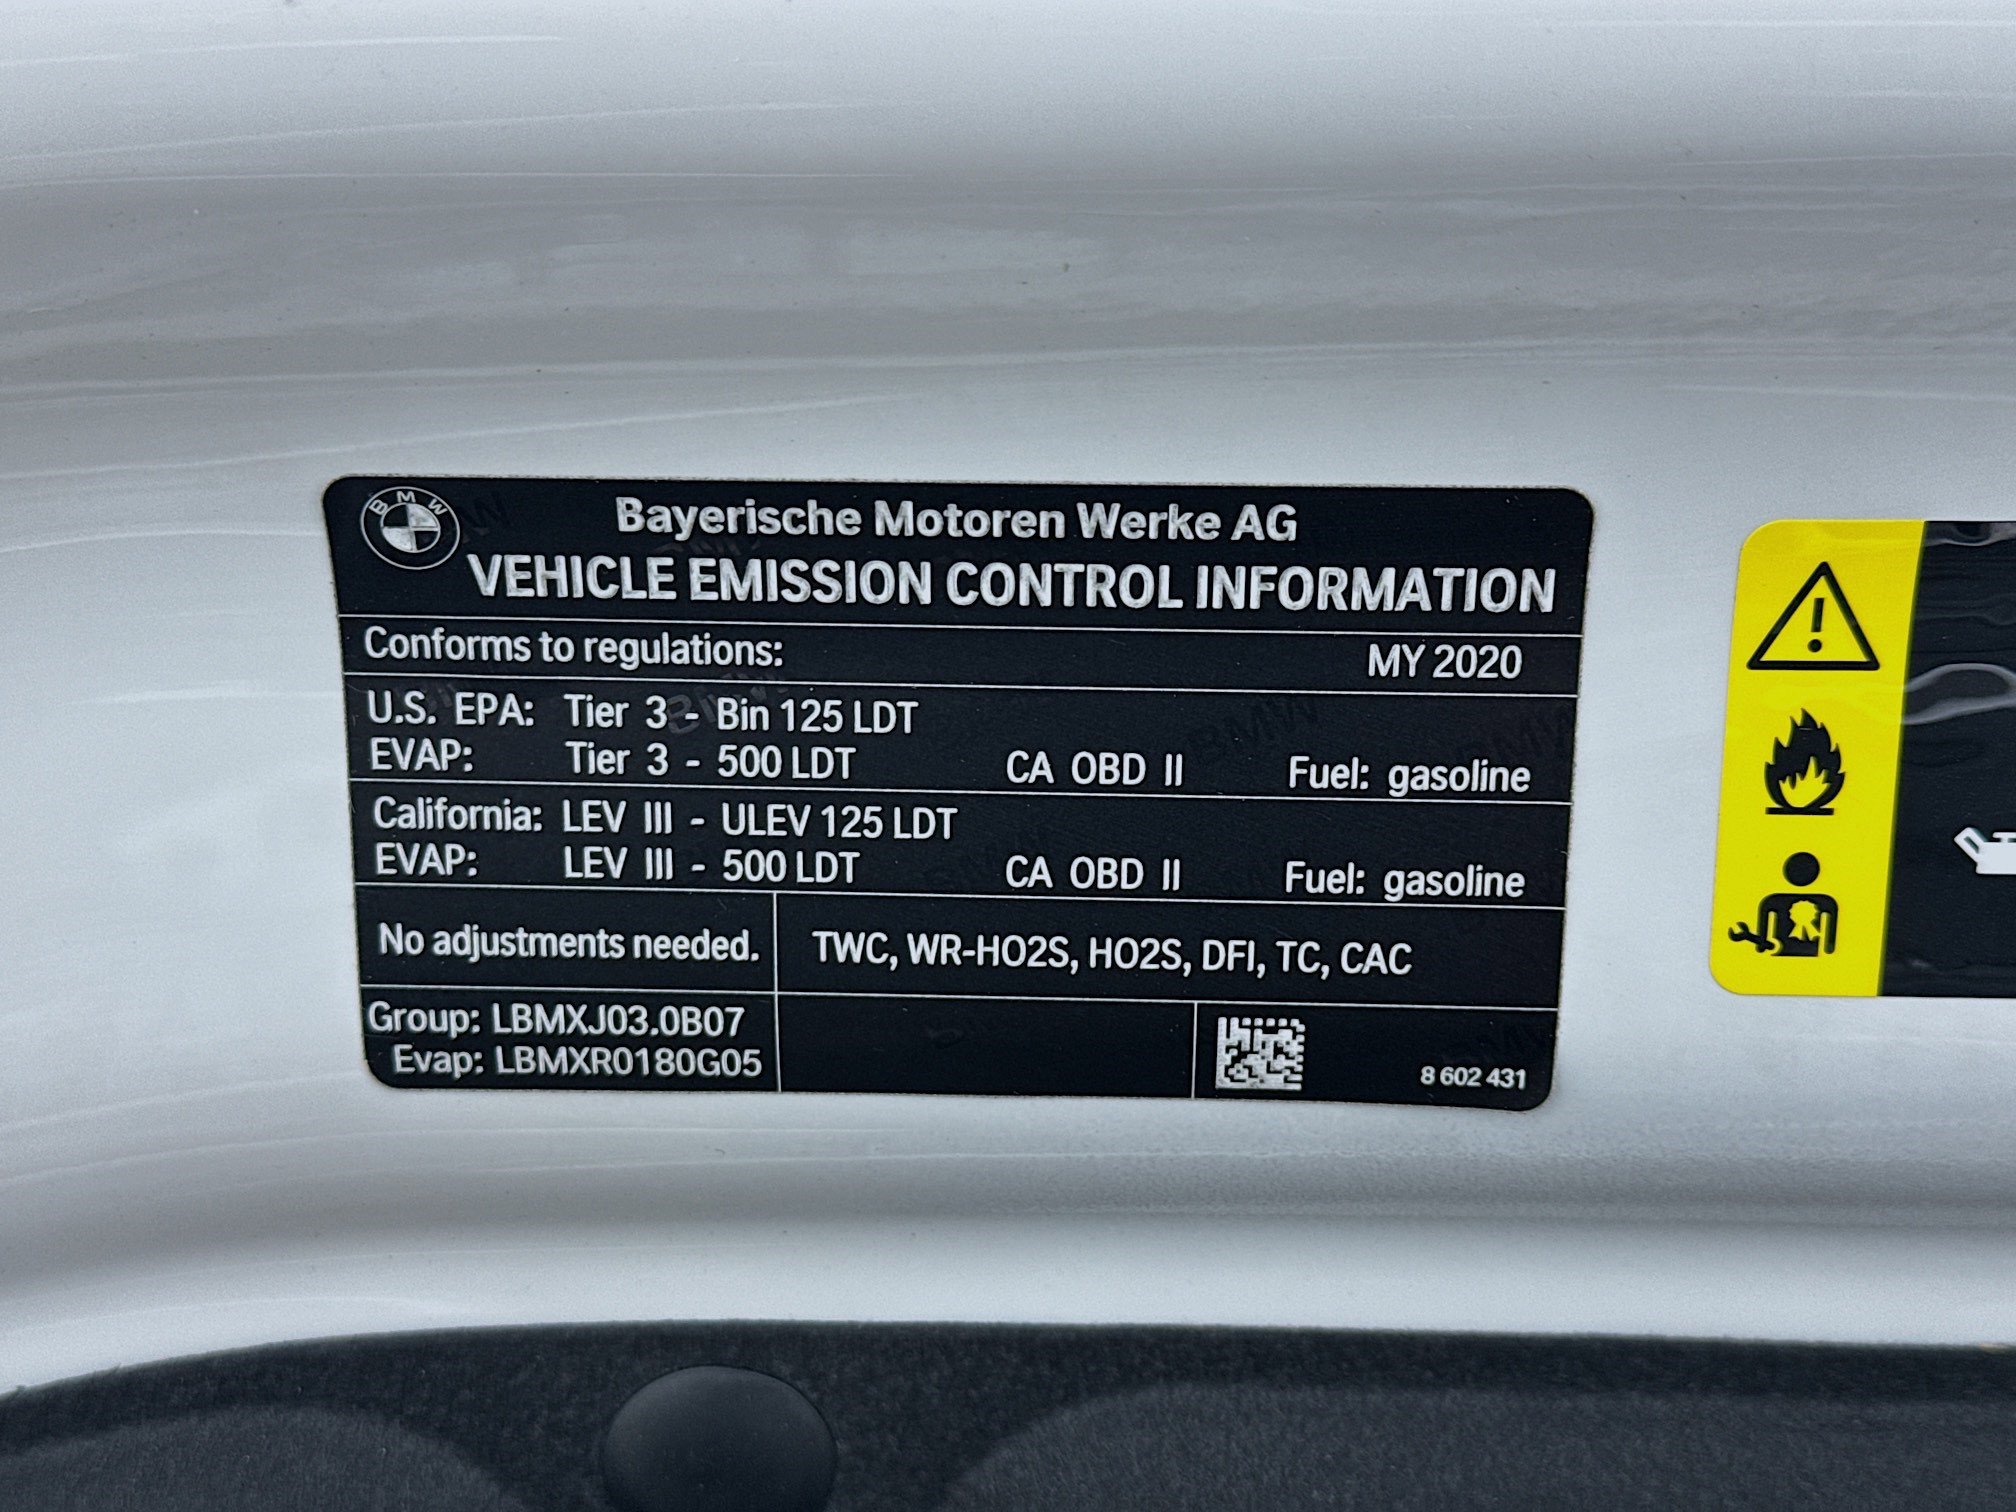 BMW
Bayerische Motoren Werke AG
VEHICLE EMISSION CONTROL INFORMATION
Conforms to regulations: MY 2020
U.S. EPA: Tier 3 - Bin 125 LDT
EVAP: Tier 3 - 500 LDT CA OBD II Fuel: gasoline
California: LEV III - ULEV 125 LDT
EVAP: LEV III - 500 LDT CA OBD II Fuel: gasoline
No adjustments needed. TWC, WR-HO2S, HO2S, DFI, TC, CAC
Group: LBMXJ03.0B07
Evap: LBMXR0180G05
8 602 431